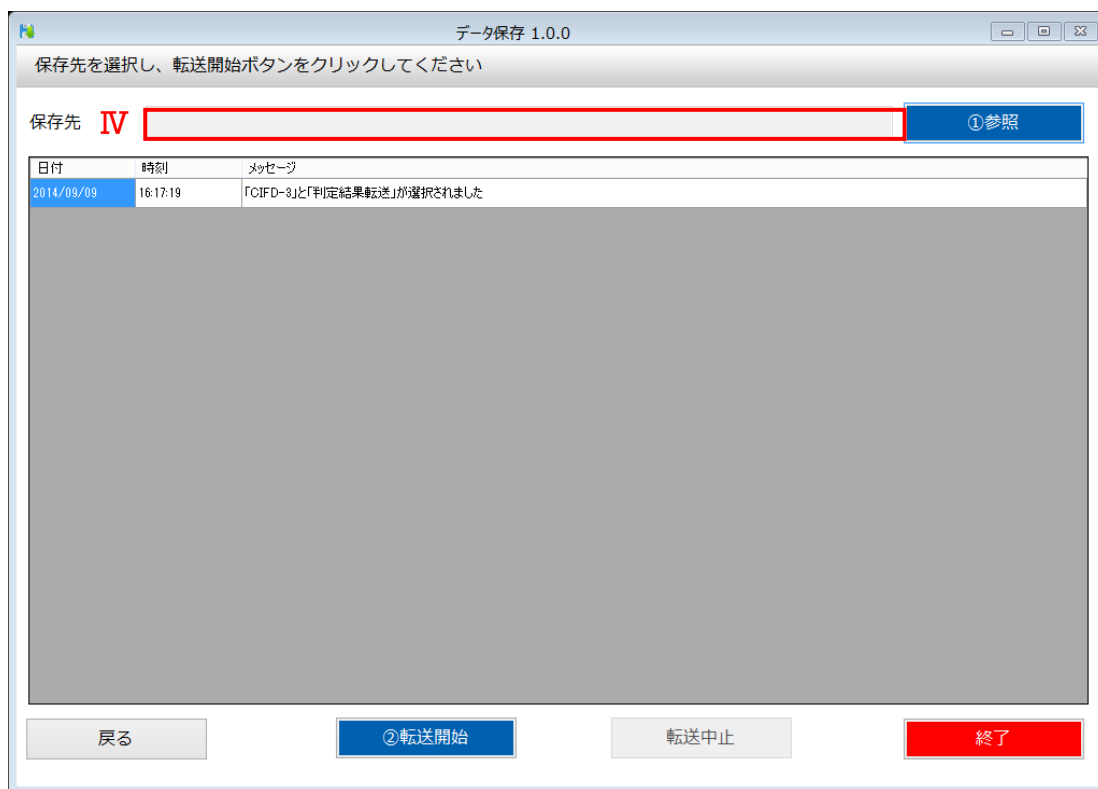 データ保存 1.0.0
保存先を選択し、転送開始ボタンをクリックしてください
保存先 Ⅳ ①参照
日付 時刻 メッセージ
2014/09/09 16:17:19 「CIFD-3」と「判定結果転送」が選択されました
戻る ②転送開始 転送中止 終了